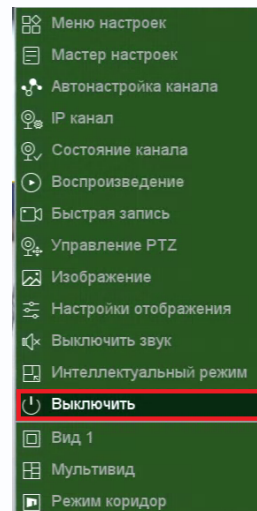 Меню настроек
Мастер настроек
Автонастройка канала
IP канал
Состояние канала
Воспроизведение
Быстрая запись
Управление PTZ
Изображение
Настройки отображения
Выключить звук
Интеллектуальный режим
Выключить
Вид 1
Мультивид
Режим коридор